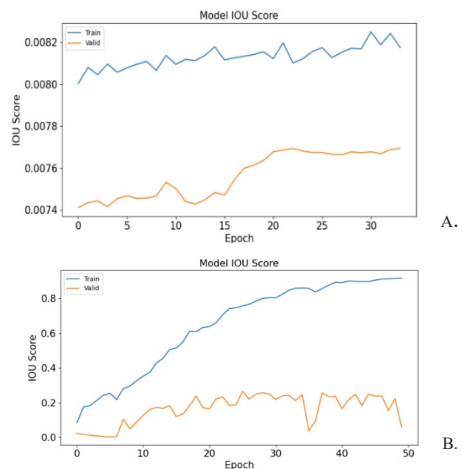 Model IOU Score
Train
Valid
0.0082
0.0080
0.0078
0.0076
0.0074
IOU Score
0 5 10 15 20 25 30
Epoch
A.
Model IOU Score
Train
Valid
0.8
0.6
0.4
0.2
0.0
IOU Score
0 10 20 30 40 50
Epoch
B.